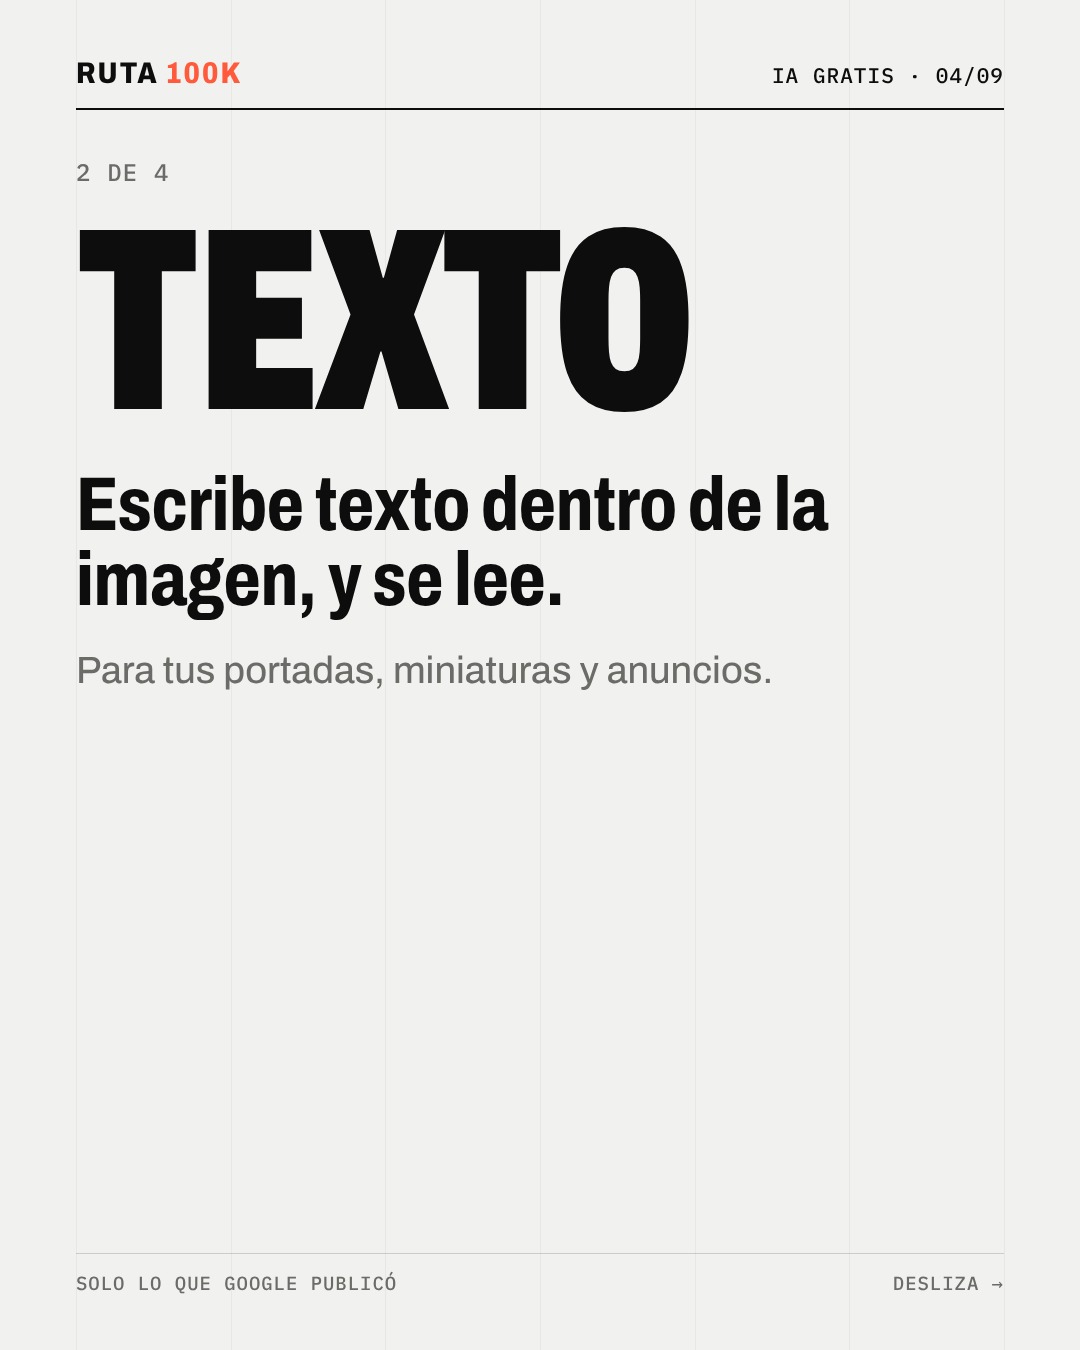 RUTA 100K
IA GRATIS · 04/09
2 DE 4
TEXTO
Escribe texto dentro de la
imagen, y se lee.
Para tus portadas, miniaturas y anuncios.
SOLO LO QUE GOOGLE PUBLICÓ
DESLIZA →